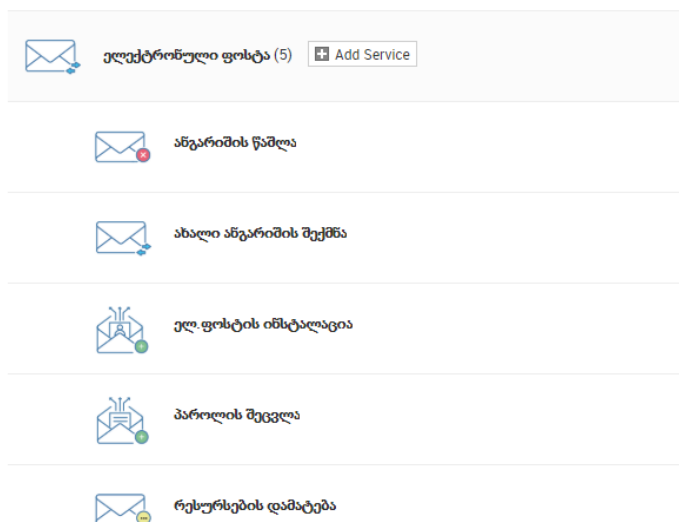 ელექტრონული ფოსტა (5) Add Service
ანგარიშის წაშლა
ახალი ანგარიშის შექმნა
ელ.ფოსტის ინსტალაცია
პაროლის შეცვლა
რესურსების დამატება